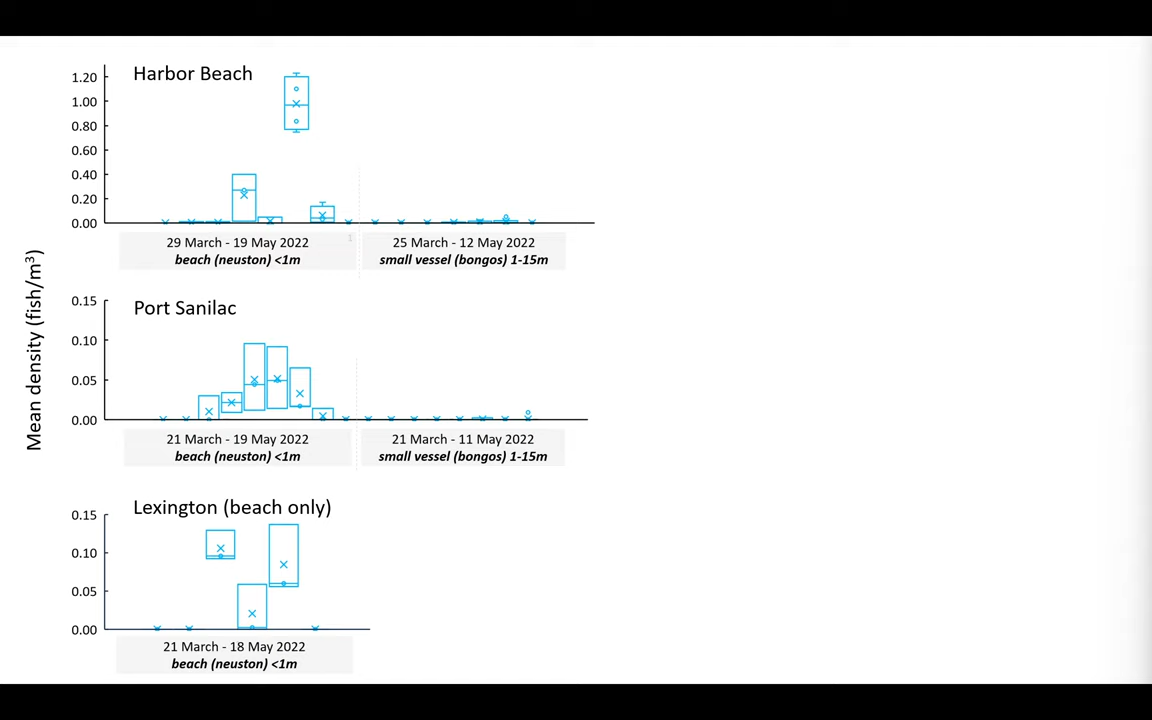 Mean density (fish/m³)
Harbor Beach
1.20
1.00
0.80
0.60
0.40
0.20
0.00
29 March - 19 May 2022
beach (neuston) <1m
25 March - 12 May 2022
small vessel (bongos) 1-15m
Port Sanilac
0.15
0.10
0.05
0.00
21 March - 19 May 2022
beach (neuston) <1m
21 March - 11 May 2022
small vessel (bongos) 1-15m
Lexington (beach only)
0.15
0.10
0.05
0.00
21 March - 18 May 2022
beach (neuston) <1m